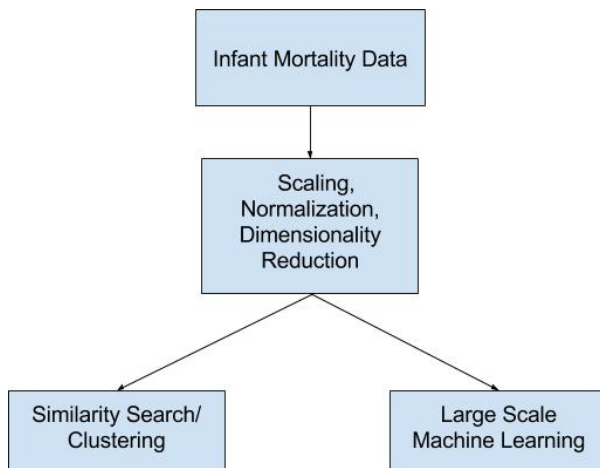 Infant Mortality Data
Scaling,
Normalization,
Dimensionality
Reduction
Similarity Search/
Clustering
Large Scale
Machine Learning